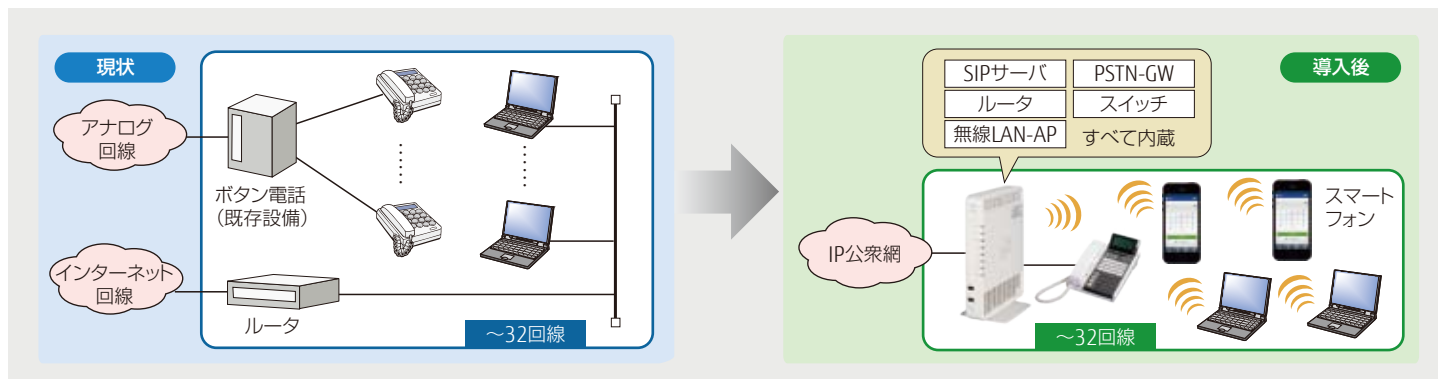 現状
アナログ
回線
ボタン電話
（既存設備）
インターネット
回線
ルータ
～32回線
導入後
SIPサーバ
PSTN-GW
ルータ
スイッチ
無線LAN-AP
すべて内蔵
IP公衆網
スマート
フォン
～32回線